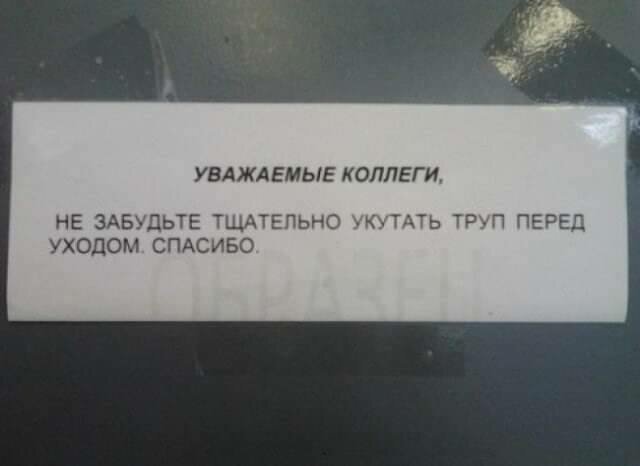 УВАЖАЕМЫЕ КОЛЛЕГИ,
НЕ ЗАБУДЬТЕ ТЩАТЕЛЬНО УКУТАТЬ ТРУП ПЕРЕД
УХОДОМ. СПАСИБО.
ОБРАЗЕЦ